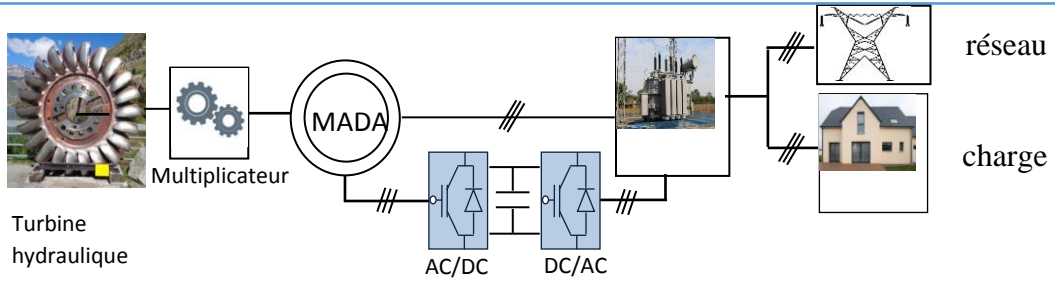 réseau
MADA
Multiplicateur
charge
Turbine
hydraulique
AC/DC
DC/AC